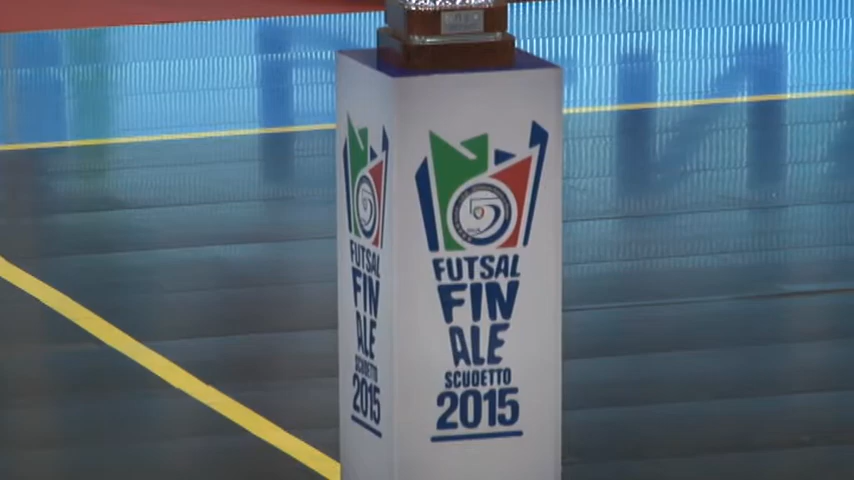 FUTSAL
FIN
ALE
SCUDETTO
2015
FUTSAL
FIN
ALE
SCUDETTO
2015